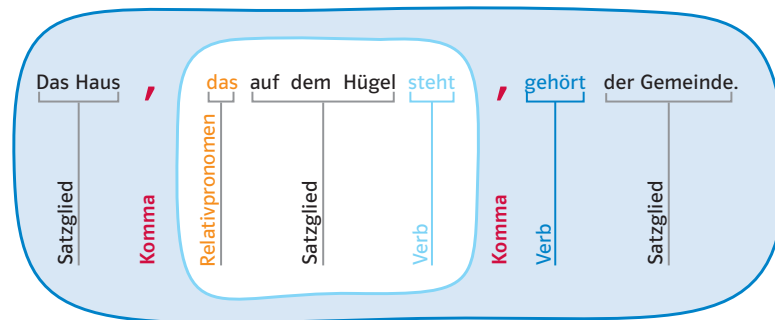 Das Haus , das auf dem Hügel steht , gehört der Gemeinde.
Satzglied
Komma
Relativpronomen
Satzglied
Verb
Komma
Verb
Satzglied